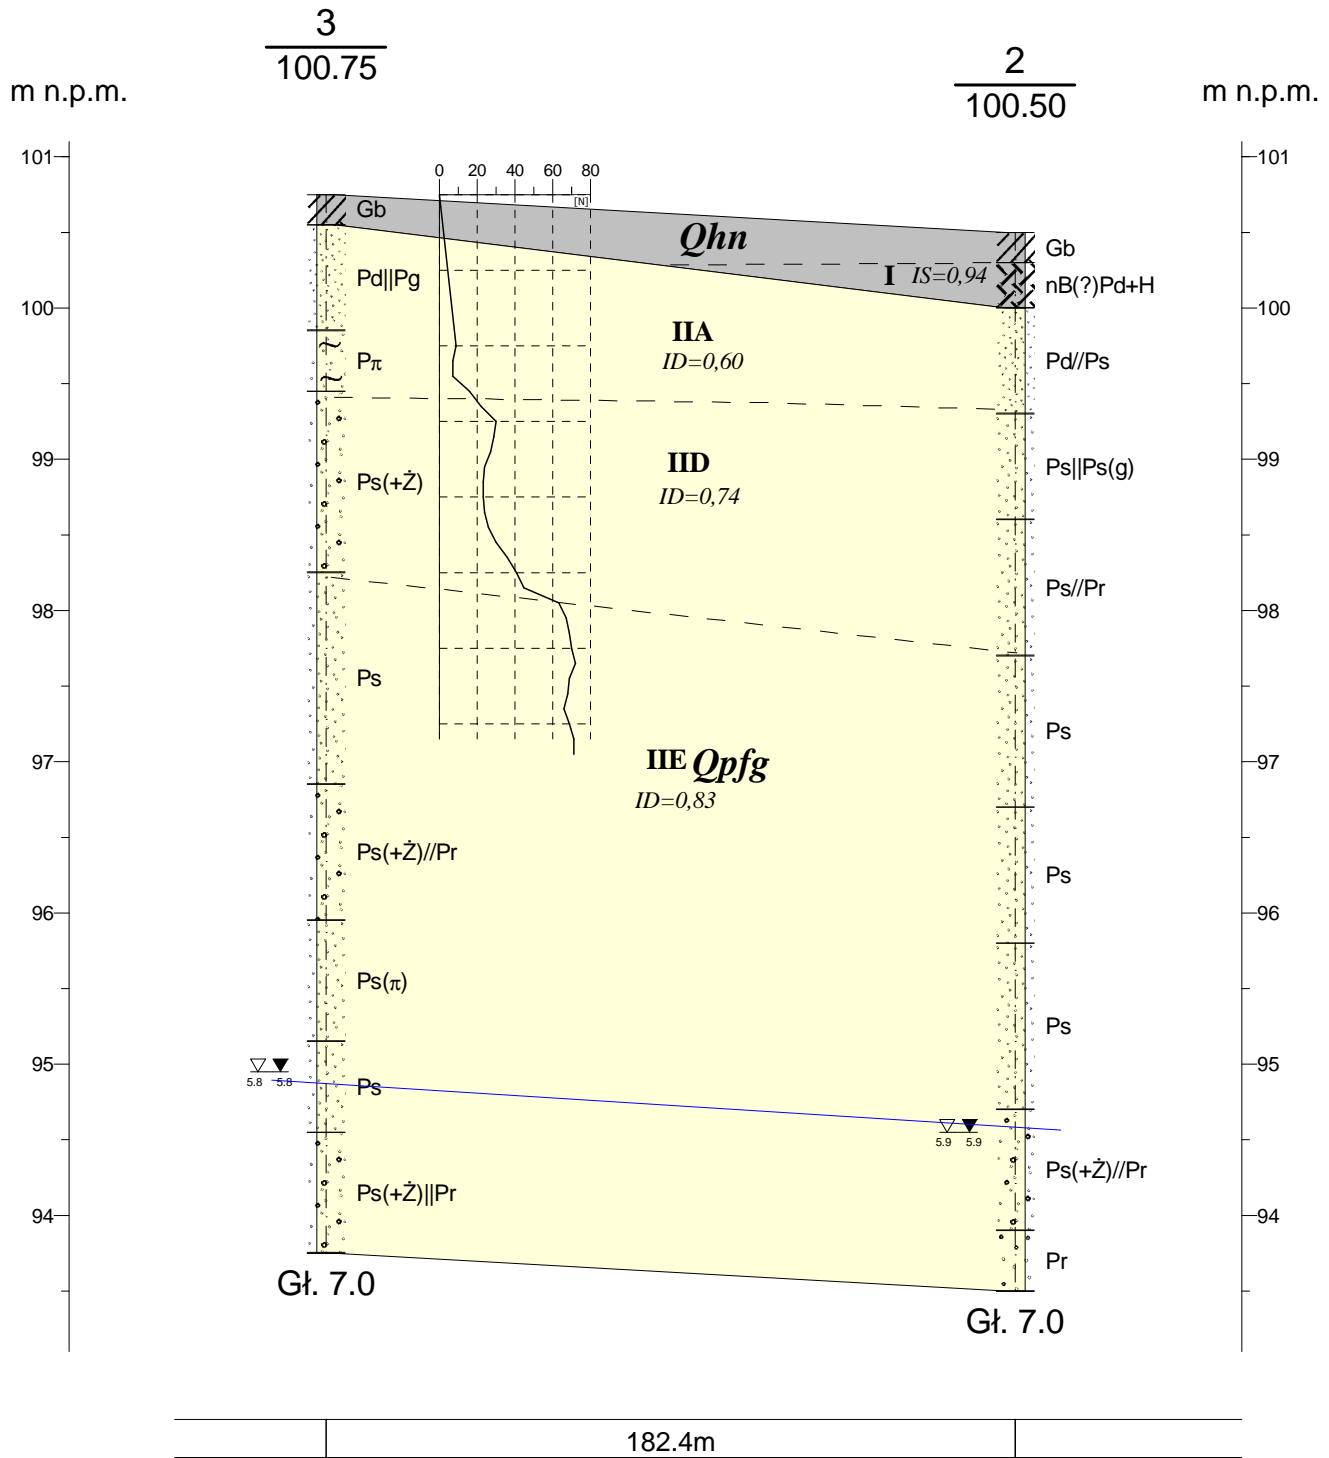 3
100.75
2
100.50
m n.p.m.
m n.p.m.
101
101
0 20 40 60 80
[N]
Gb
Qhn
Gb
I IS=0,94
nB(?)Pd+H
Pd||Pg
100
100
IIA
ID=0,60
Pπ
Pd//Ps
99
99
IID
ID=0,74
Ps(+Ż)
Ps||Ps(g)
Ps//Pr
98
98
Ps
Ps
97
97
IIE Qpfg
ID=0,83
Ps(+Ż)//Pr
Ps
96
96
Ps(π)
Ps
95
95
5.8 5.8
Ps
5.9 5.9
Ps(+Ż)//Pr
Ps(+Ż)||Pr
94
94
Pr
Gł. 7.0
Gł. 7.0
182.4m